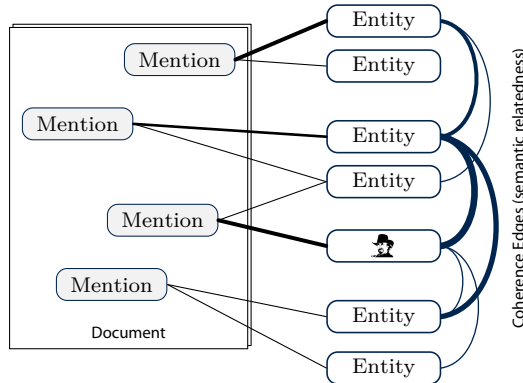 Entity
Mention
Entity
Mention
Entity
Entity
Mention
Mention
Entity
Document
Entity
Coherence Edges (semantic relatedness)